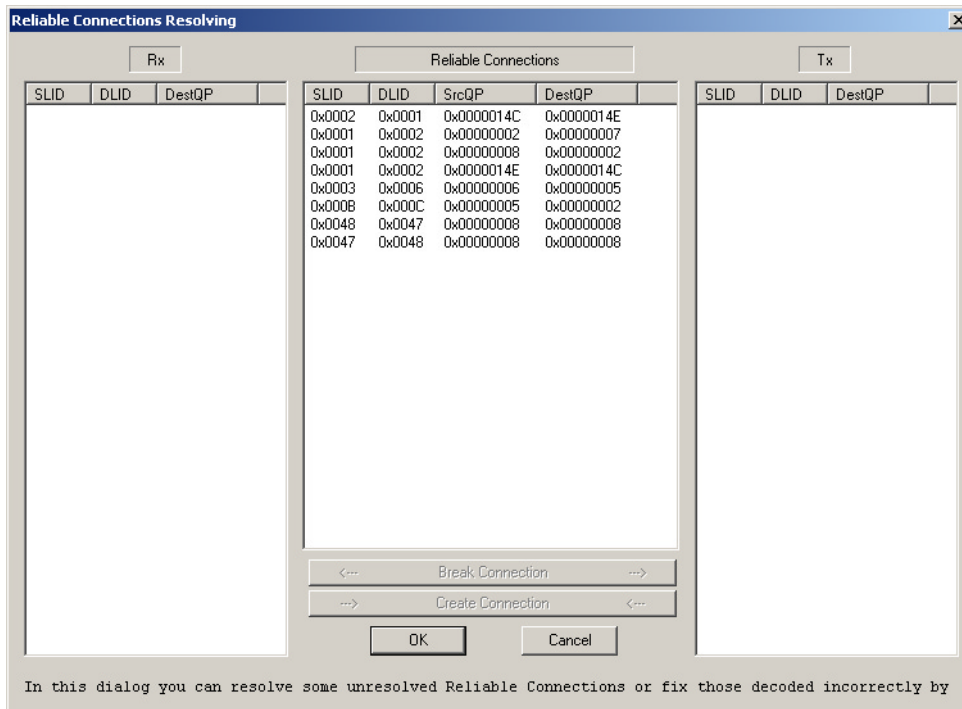 Reliable Connections Resolving
Rx
Reliable Connections
Tx
SLID DLID DestQP
SLID DLID SrcQP DestQP
SLID DLID DestQP
0x0002 0x0001 0x0000014C 0x0000014E
0x0001 0x0002 0x00000002 0x00000007
0x0001 0x0002 0x00000008 0x00000002
0x0001 0x0002 0x0000014E 0x0000014C
0x0003 0x0006 0x00000006 0x00000005
0x000B 0x000C 0x00000005 0x00000002
0x0048 0x0047 0x00000008 0x00000008
0x0047 0x0048 0x00000008 0x00000008
<--- Break Connection --->
---> Create Connection <---
OK
Cancel
In this dialog you can resolve some unresolved Reliable Connections or fix those decoded incorrectly by